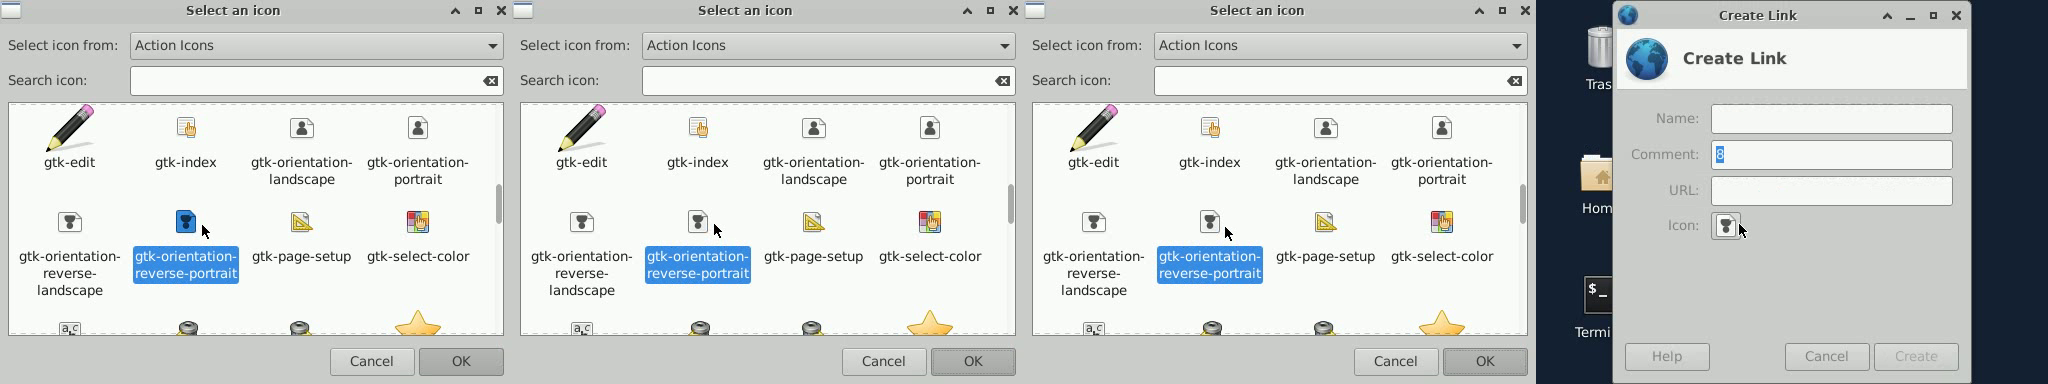 Select an icon
Select icon from: Action Icons
Search icon:
gtk-edit gtk-index gtk-orientation- gtk-orientation-
landscape portrait
gtk-orientation- gtk-orientation- gtk-page-setup gtk-select-color
reverse- reverse-portrait
landscape
a,c
Cancel OK
Select an icon
Select icon from: Action Icons
Search icon:
gtk-edit gtk-index gtk-orientation- gtk-orientation-
landscape portrait
gtk-orientation- gtk-orientation- gtk-page-setup gtk-select-color
reverse- reverse-portrait
landscape
a,c
Cancel OK
Select an icon
Select icon from: Action Icons
Search icon:
gtk-edit gtk-index gtk-orientation- gtk-orientation-
landscape portrait
gtk-orientation- gtk-orientation- gtk-page-setup gtk-select-color
reverse- reverse-portrait
landscape
a,c
Cancel OK
Tras
Hom
$_
Termi
Create Link
Create Link
Name:
Comment: 8
URL:
Icon:
Help Cancel Create